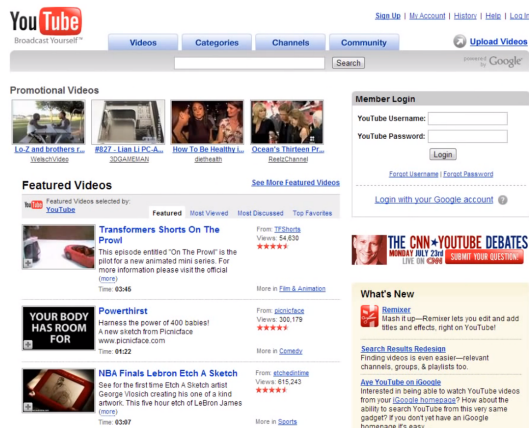 You Tube
Broadcast Yourself™
Sign Up | My Account | History | Help | Log In
Videos
Categories
Channels
Community
Upload Videos
Search
powered by Google
Promotional Videos
Lo-Z and brothers r...
WelschVideo
#827 - Lian Li PC-A...
3DGAMEMAN
How To Be Healthy i...
diethealth
Ocean's Thirteen Pr...
ReelzChannel
Member Login
YouTube Username:
YouTube Password:
Login
Forgot Username | Forgot Password
Login with your Google account
Featured Videos
See More Featured Videos
Featured Videos selected by:
YouTube
Featured
Most Viewed
Most Discussed
Top Favorites
Transformers Shorts On The
Prowl
This episode entitled "On The Prowl" is the
pilot for a new animated mini series. For
more information please visit the official
(more)
Time: 03:45
From: TFShorts
Views: 54,630
More in Film & Animation
YOUR BODY
HAS ROOM
FOR
Powerthirst
Harness the power of 400 babies!
A new sketch from Picnicface
www.picnicface.com
Time: 01:22
From: picnicface
Views: 300,179
More in Comedy
NBA Finals Lebron Etch A Sketch
See for the first time Etch A Sketch artist
George Vlosich creating his one of a kind
artwork. This five hour etch of LeBron James
(more)
Time: 03:07
From: etchedintime
Views: 615,243
More in Sports
THE CNN★YOUTUBE DEBATES
MONDAY JULY 23rd
LIVE ON CNN
SUBMIT YOUR QUESTION!
What's New
Remixer
Mash it up—Remixer lets you edit and add
titles and effects, right on YouTube!
Search Results Redesign
Finding videos is even easier—relevant
channels, groups, & playlists too.
Ave YouTube on iGoogle
Interested in being able to watch YouTube videos
from your iGoogle homepage? How about the
ability to search YouTube from this very same
gadget? If you don't yet have an iGoogle
homepage it's easy